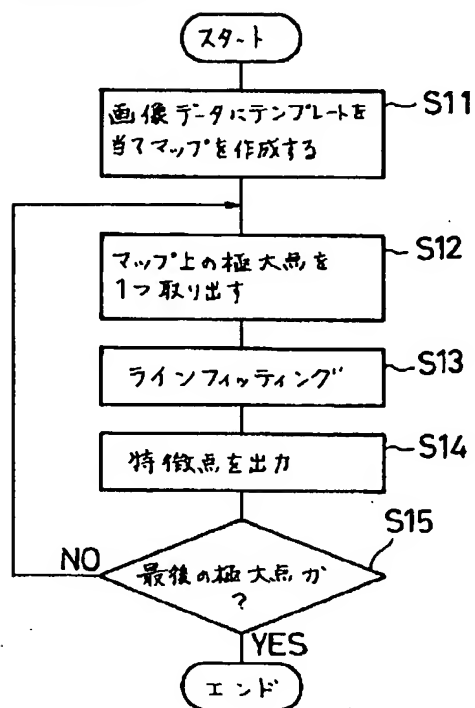 スタート
画像データにテンプレートを
当てマップを作成する
S11
マップ上の極大点を
1つ取り出す
S12
ラインフィッティング
S13
特徴点を出力
S14
最後の極大点か
?
S15
NO
YES
エンド